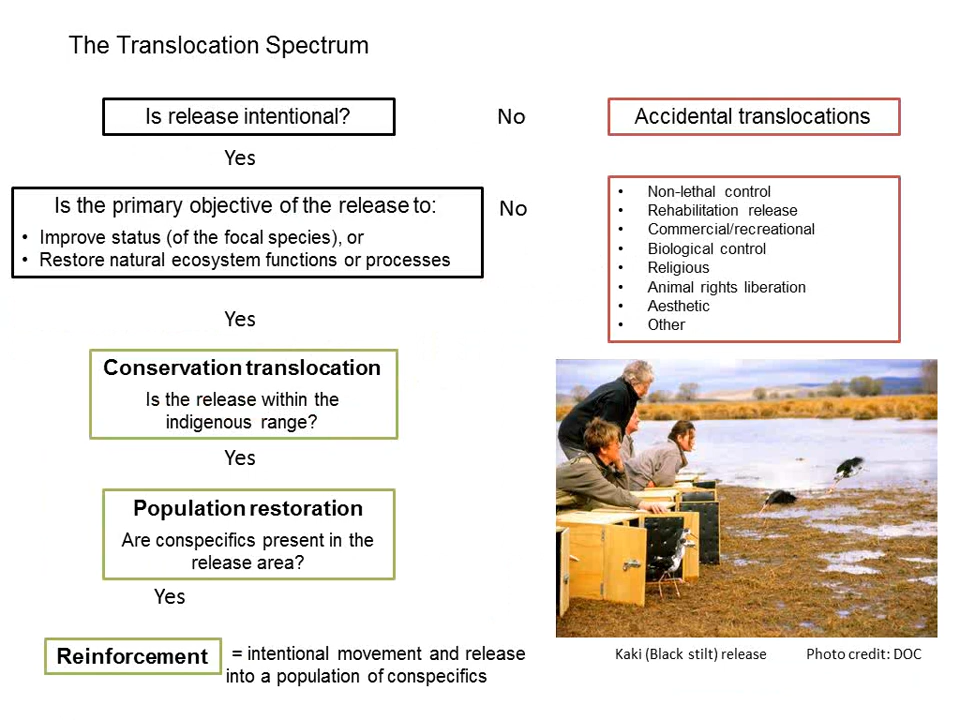 The Translocation Spectrum
Is release intentional?
No
Accidental translocations
Yes
Is the primary objective of the release to:
• Improve status (of the focal species), or
• Restore natural ecosystem functions or processes
No
• Non-lethal control
• Rehabilitation release
• Commercial/recreational
• Biological control
• Religious
• Animal rights liberation
• Aesthetic
• Other
Yes
Conservation translocation
Is the release within the
indigenous range?
Yes
Population restoration
Are conspecifics present in the
release area?
Yes
Reinforcement
= intentional movement and release
into a population of conspecifics
Kaki (Black stilt) release
Photo credit: DOC